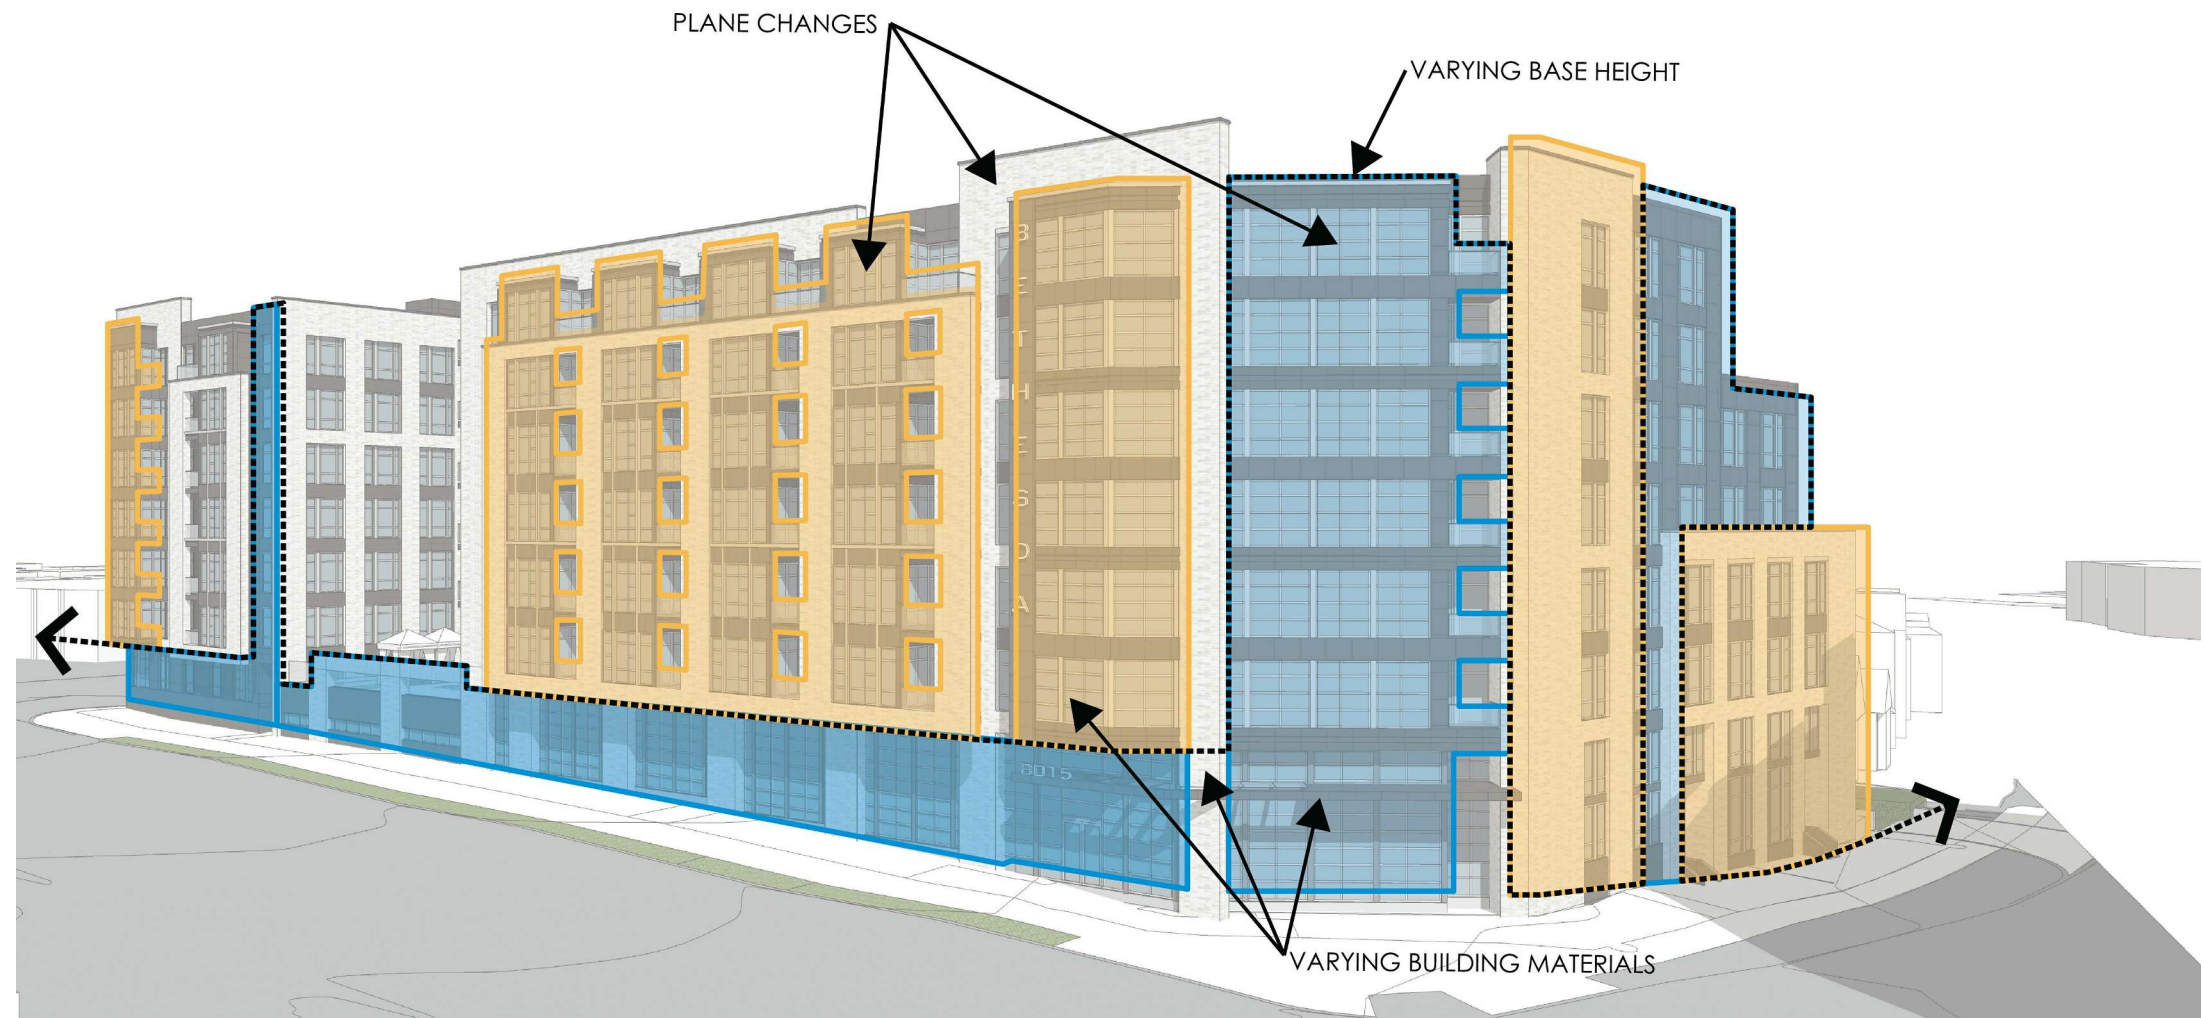 PLANE CHANGES
VARYING BASE HEIGHT
BETHESDA
8015
VARYING BUILDING MATERIALS